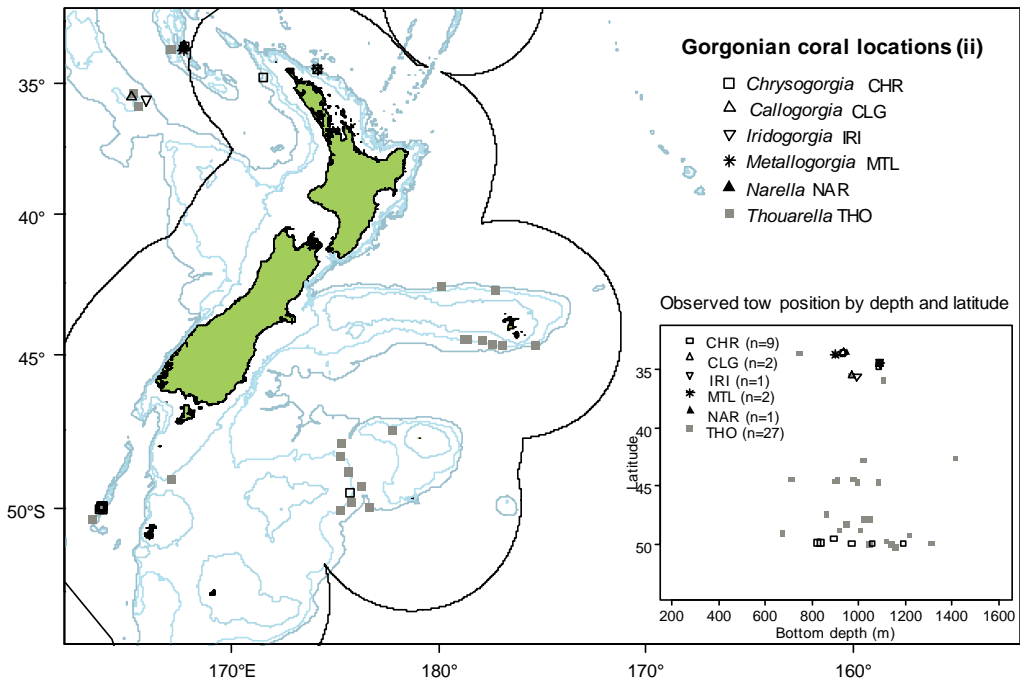 Gorgonian coral locations (ii)
Chrysogorgia CHR
Callogorgia CLG
Iridogorgia IRI
Metallogorgia MTL
Narella NAR
Thouarella THO
35°
40°
45°
50°S
170°E
180°
170°
160°
Observed tow position by depth and latitude
CHR (n=9)
CLG (n=2)
IRI (n=1)
MTL (n=2)
NAR (n=1)
THO (n=27)
Latitude
35
40
45
50
200 400 600 800 1000 1200 1400 1600
Bottom depth (m)